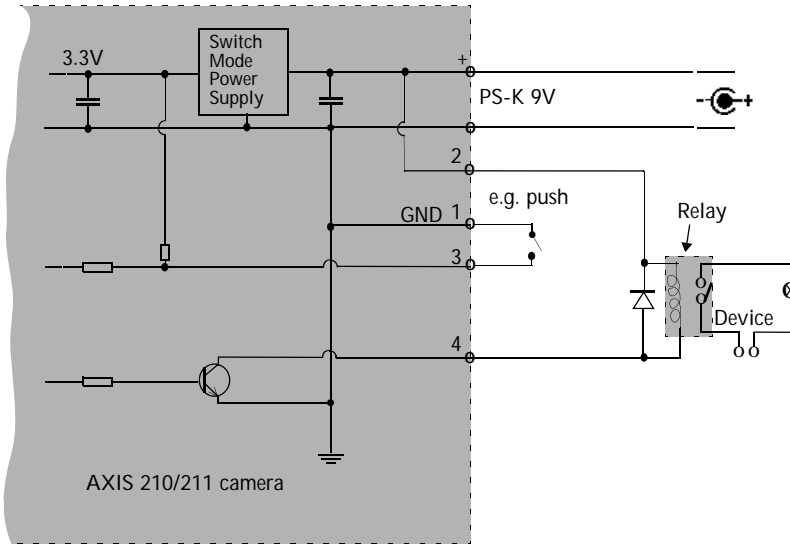 3.3V
Switch
Mode
Power
Supply
+
PS-K 9V
- +
2
e.g. push
GND 1
Relay
3
Device
4
AXIS 210/211 camera